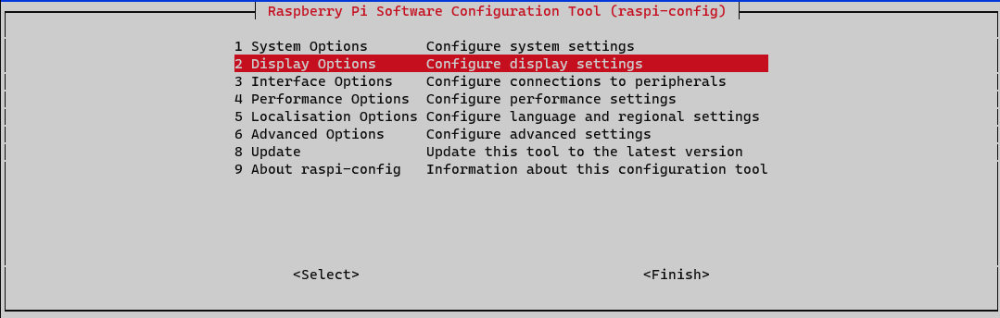 Raspberry Pi Software Configuration Tool (raspi-config)
1 System Options       Configure system settings
2 Display Options      Configure display settings
3 Interface Options    Configure connections to peripherals
4 Performance Options  Configure performance settings
5 Localisation Options Configure language and regional settings
6 Advanced Options     Configure advanced settings
8 Update               Update this tool to the latest version
9 About raspi-config   Information about this configuration tool
<Select>                                  <Finish>